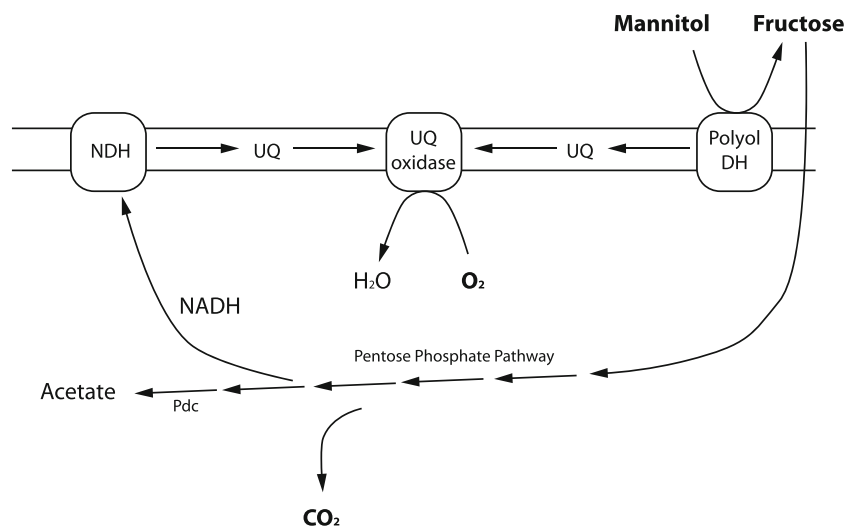 Mannitol Fructose
NDH
UQ
UQ
oxidase
UQ
Polyol
DH
H₂O
O₂
NADH
Pentose Phosphate Pathway
Acetate
Pdc
CO₂